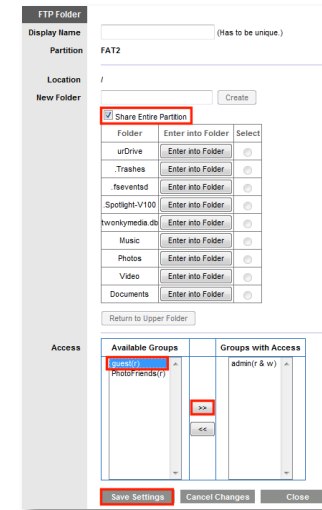 FTP Folder
Display Name (Has to be unique.)
Partition FAT2
Location /
New Folder Create
Share Entire Partition
Folder Enter into Folder Select
urDrive Enter into Folder
.Trashes Enter into Folder
.fseventsd Enter into Folder
.Spotlight-V100 Enter into Folder
twonkymedia.db Enter into Folder
Music Enter into Folder
Photos Enter into Folder
Video Enter into Folder
Documents Enter into Folder
Return to Upper Folder
Access Available Groups Groups with Access
guest(r) admin(r & w)
PhotoFriends(r)
>>
<<
Save Settings Cancel Changes Close